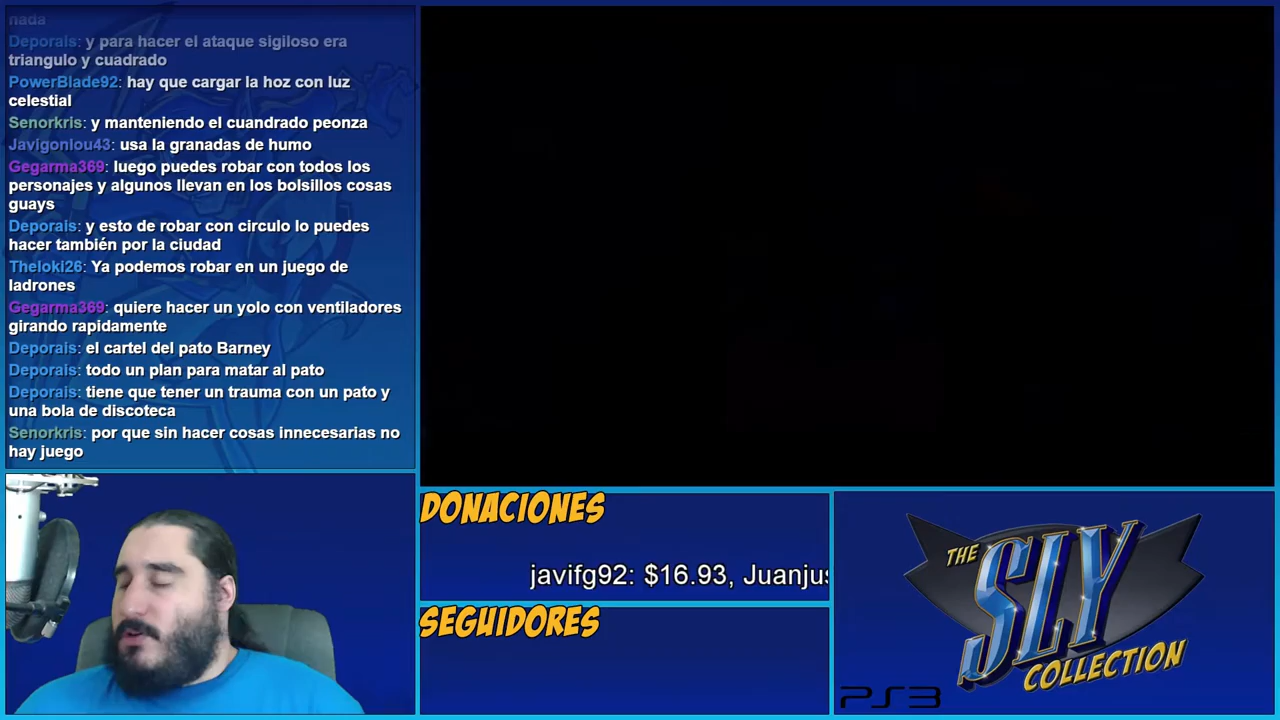 nada
Deporais: y para hacer el ataque sigiloso era
triangulo y cuadrado
PowerBlade92: hay que cargar la hoz con luz
celestial
Senorkris: y manteniendo el cuandrado peonza
Javigonlou43: usa la granadas de humo
Gegarma369: luego puedes robar con todos los
personajes y algunos llevan en los bolsillos cosas
guays
Deporais: y esto de robar con circulo lo puedes
hacer también por la ciudad
Theloki26: Ya podemos robar en un juego de
ladrones
Gegarma369: quiere hacer un yolo con ventiladores
girando rapidamente
Deporais: el cartel del pato Barney
Deporais: todo un plan para matar al pato
Deporais: tiene que tener un trauma con un pato y
una bola de discoteca
Senorkris: por que sin hacer cosas innecesarias no
hay juego
DONACIONES
javifg92: $16.93, Juanjus
SEGUIDORES
THE
SLY
COLLECTION
PS3